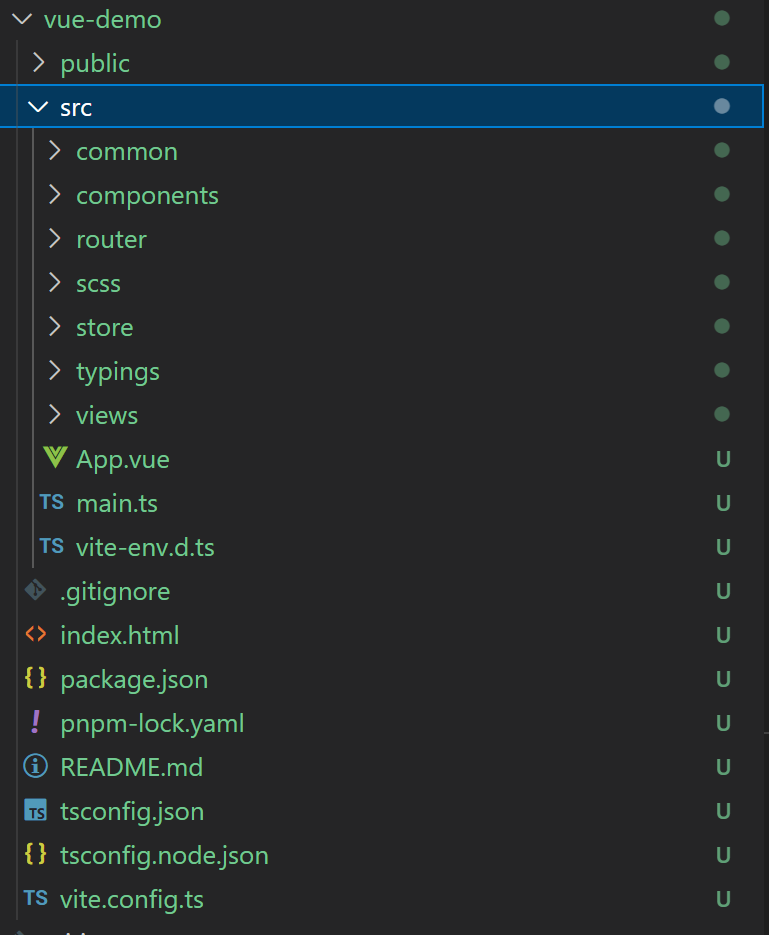 vue-demo
public
src
common
components
router
scss
store
typings
views
App.vue U
TS main.ts U
TS vite-env.d.ts U
.gitignore U
<> index.html U
{} package.json U
! pnpm-lock.yaml U
README.md U
TS tsconfig.json U
{} tsconfig.node.json U
TS vite.config.ts U